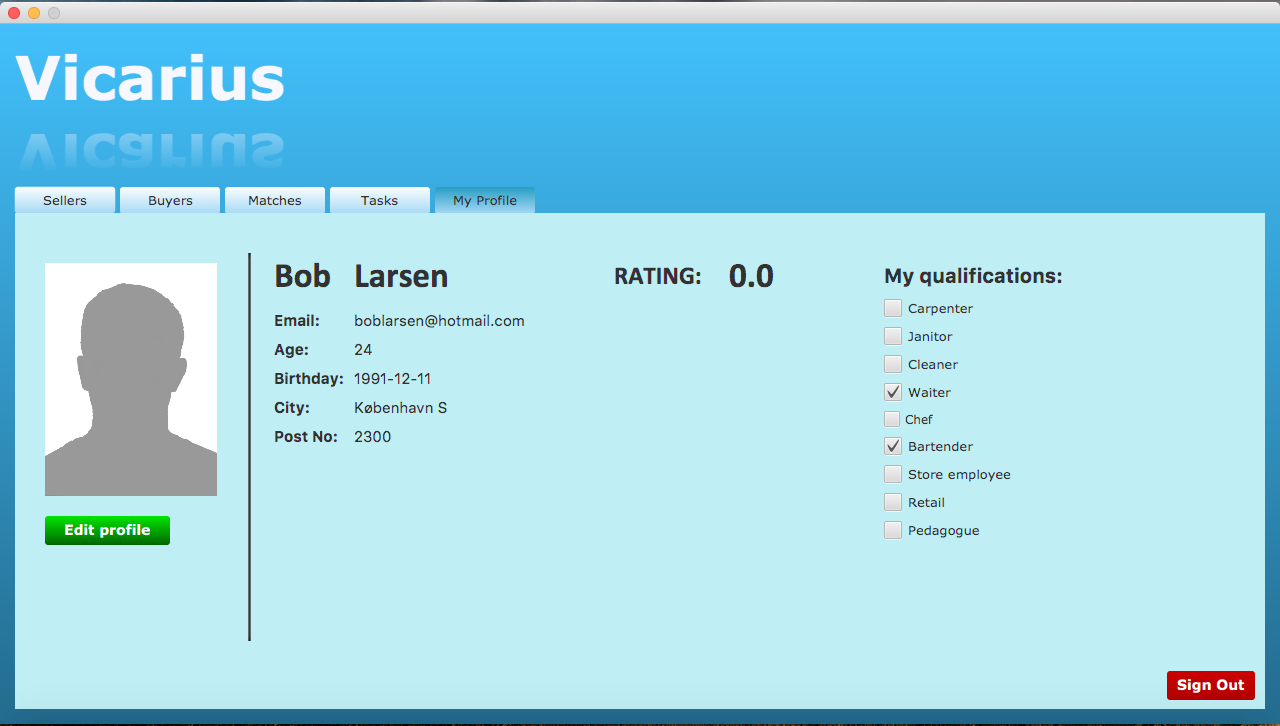 Vicarius
Sellers Buyers Matches Tasks My Profile
Bob Larsen
Email: boblarsen@hotmail.com
Age: 24
Birthday: 1991-12-11
City: København S
Post No: 2300
RATING: 0.0
My qualifications:
Carpenter
Janitor
Cleaner
Waiter
Chef
Bartender
Store employee
Retail
Pedagogue
Edit profile
Sign Out